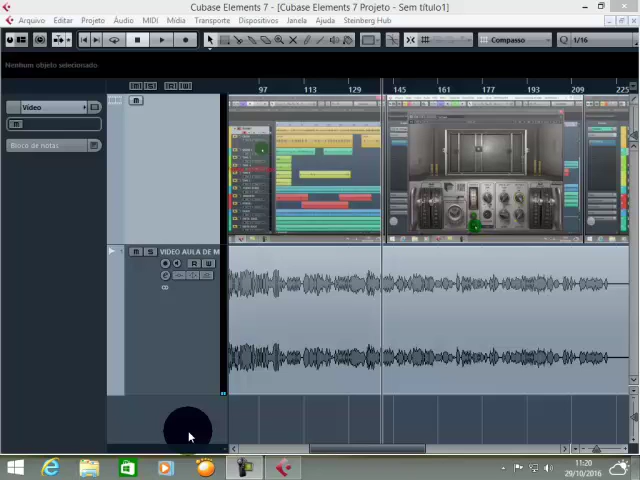 Cubase Elements 7 - [Cubase Elements 7 Projeto - Sem título1]
Arquivo Editar Projeto Áudio MIDI Mídia Transporte Dispositivos Janela Ajuda Steinberg Hub
Compasso 1/16
Nenhum objeto selecionado
97 113 129 145 161 177 193 209 225
Vídeo
m
Bloco de notas
1 m S VIDEO AULA DE M
R W
11:20
29/10/2016